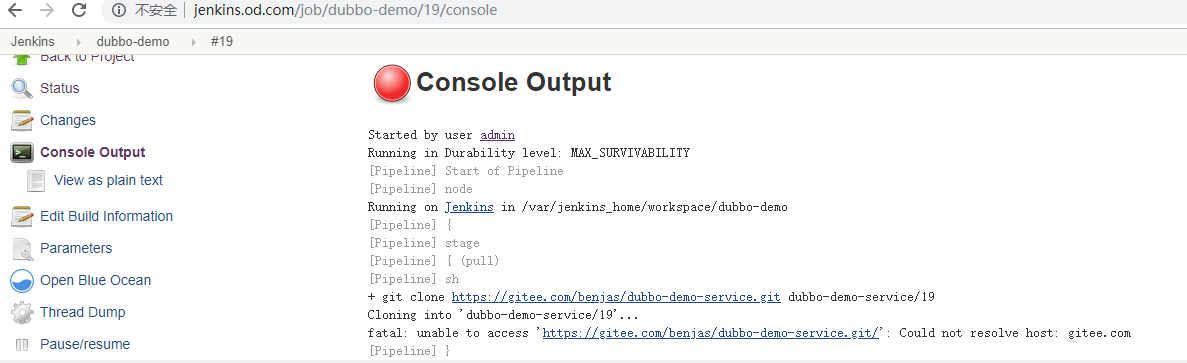 不安全 jenkins.od.com/job/dubbo-demo/19/console
Jenkins dubbo-demo #19
Back to Project
Status
Changes
Console Output
View as plain text
Edit Build Information
Parameters
Open Blue Ocean
Thread Dump
Pause/resume
Console Output
Started by user admin
Running in Durability level: MAX_SURVIVABILITY
[Pipeline] Start of Pipeline
[Pipeline] node
Running on Jenkins in /var/jenkins_home/workspace/dubbo-demo
[Pipeline] {
[Pipeline] stage
[Pipeline] { (pull)
[Pipeline] sh
+ git clone https://gitee.com/benjas/dubbo-demo-service.git dubbo-demo-service/19
Cloning into 'dubbo-demo-service/19'...
fatal: unable to access 'https://gitee.com/benjas/dubbo-demo-service.git/': Could not resolve host: gitee.com
[Pipeline] }